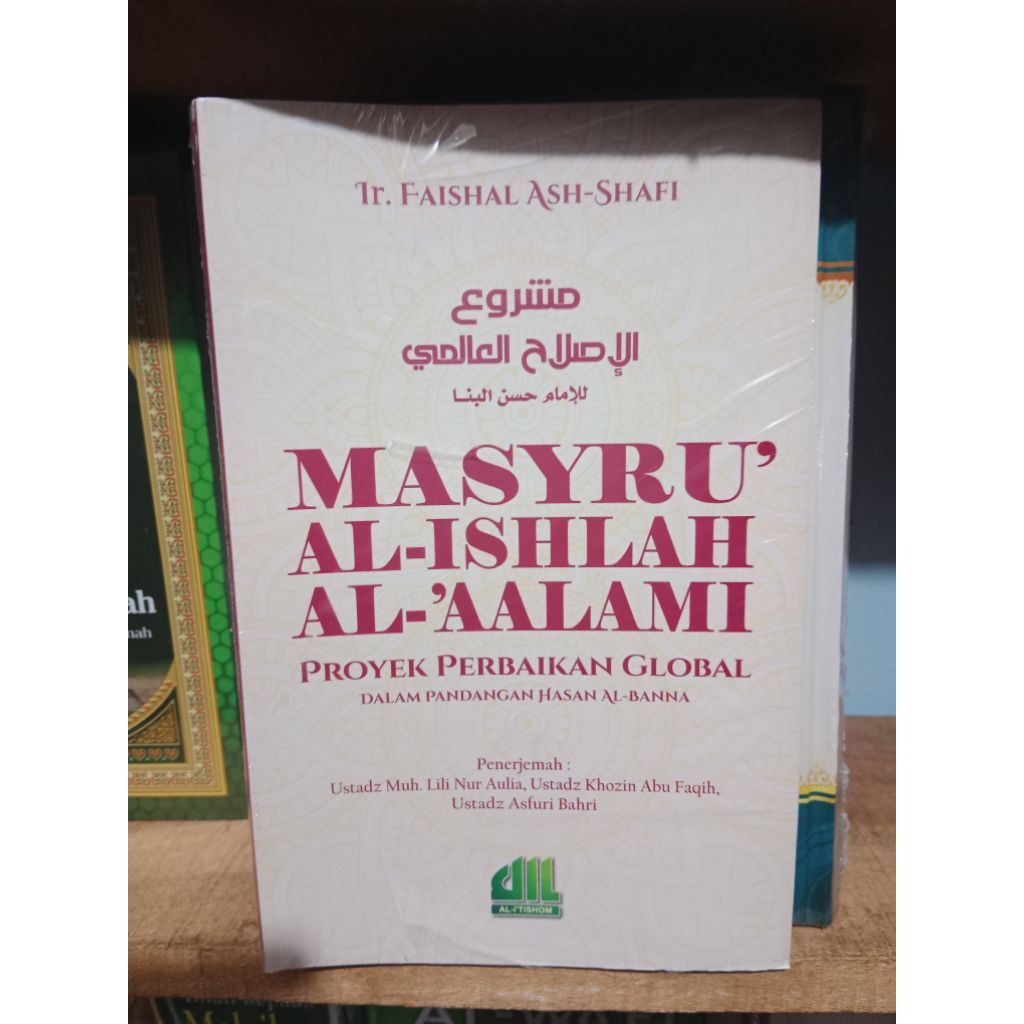 Ir. Faishal Ash-Shafi
مشروع
الإصلاح العالمي
للإمام حسن البنا
MASYRU'
AL-ISHLAH
AL-'AALAMI
Proyek Perbaikan Global
Dalam Pandangan Hasan Al-Banna
Penerjemah :
Ustadz Muh. Lili Nur Aulia, Ustadz Khozin Abu Faqih,
Ustadz Asfuri Bahri
AL-I'TISHOM
ah
nah